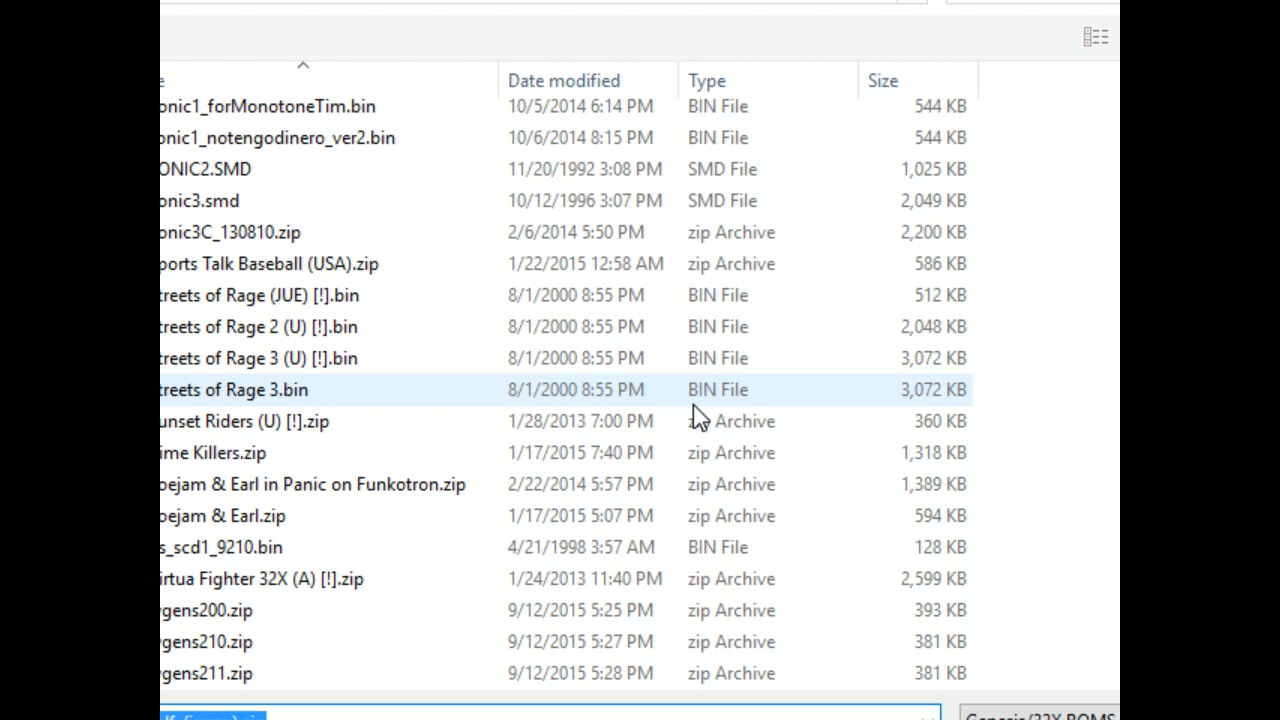 e Date modified Type Size
onic1_forMonotoneTim.bin 10/5/2014 6:14 PM BIN File 544 KB
onic1_notengodinero_ver2.bin 10/6/2014 8:15 PM BIN File 544 KB
ONIC2.SMD 11/20/1992 3:08 PM SMD File 1,025 KB
onic3.smd 10/12/1996 3:07 PM SMD File 2,049 KB
onic3C_130810.zip 2/6/2014 5:50 PM zip Archive 2,200 KB
ports Talk Baseball (USA).zip 1/22/2015 12:58 AM zip Archive 586 KB
treets of Rage (JUE) [!].bin 8/1/2000 8:55 PM BIN File 512 KB
treets of Rage 2 (U) [!].bin 8/1/2000 8:55 PM BIN File 2,048 KB
treets of Rage 3 (U) [!].bin 8/1/2000 8:55 PM BIN File 3,072 KB
treets of Rage 3.bin 8/1/2000 8:55 PM BIN File 3,072 KB
unset Riders (U) [!].zip 1/28/2013 7:00 PM zip Archive 360 KB
ime Killers.zip 1/17/2015 7:40 PM zip Archive 1,318 KB
oejam & Earl in Panic on Funkotron.zip 2/22/2014 5:57 PM zip Archive 1,389 KB
oejam & Earl.zip 1/17/2015 5:07 PM zip Archive 594 KB
s_scd1_9210.bin 4/21/1998 3:57 AM BIN File 128 KB
irtua Fighter 32X (A) [!].zip 1/24/2013 11:40 PM zip Archive 2,599 KB
gens200.zip 9/12/2015 5:25 PM zip Archive 393 KB
gens210.zip 9/12/2015 5:27 PM zip Archive 381 KB
gens211.zip 9/12/2015 5:28 PM zip Archive 381 KB
Genesis/32X ROMS